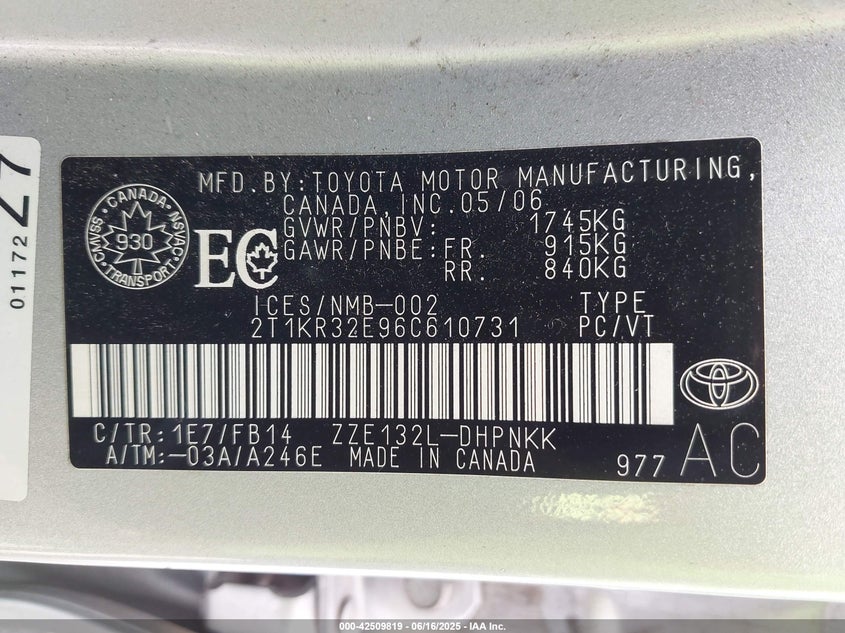 MFD.BY:TOYOTA MOTOR MANUFACTURING,
CANADA,INC.05/06
GVWR/PNBV: 1745KG
GAWR/PNBE:FR. 915KG
RR. 840KG
CANADA
CMVSS
NSVAC
930
TRANSPORT
EC
ICES/NMB-002 TYPE
2T1KR32E96C610731 PC/VT
C/TR:1E7/FB14 ZZE132L-DHPNKK
A/TM:-03A/A246E MADE IN CANADA
977 AC
01172
000-42509819 - 06/16/2025 - IAA Inc.